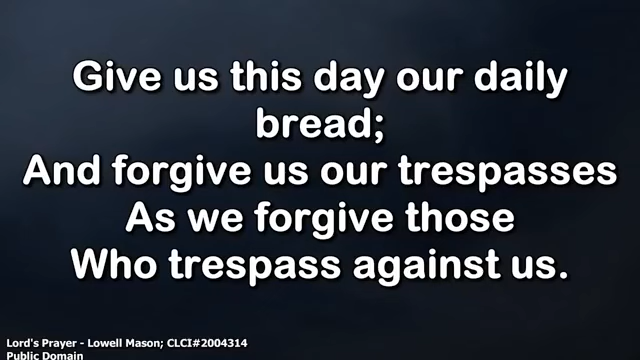 Give us this day our daily
bread;
And forgive us our trespasses
As we forgive those
Who trespass against us.
Lord's Prayer - Lowell Mason; CLCI#2004314
Public Domain